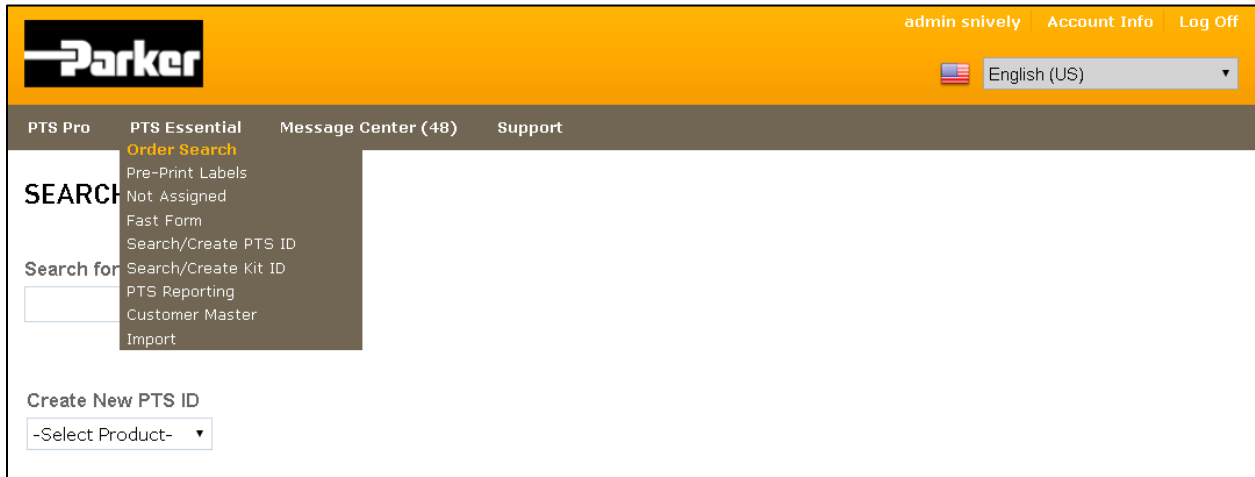 admin snively Account Info Log Off
Parker
English (US)
PTS Pro PTS Essential Message Center (48) Support
Order Search
Pre-Print Labels
SEARCH
Not Assigned
Fast Form
Search/Create PTS ID
Search for
Search/Create Kit ID
PTS Reporting
Customer Master
Import
Create New PTS ID
-Select Product-